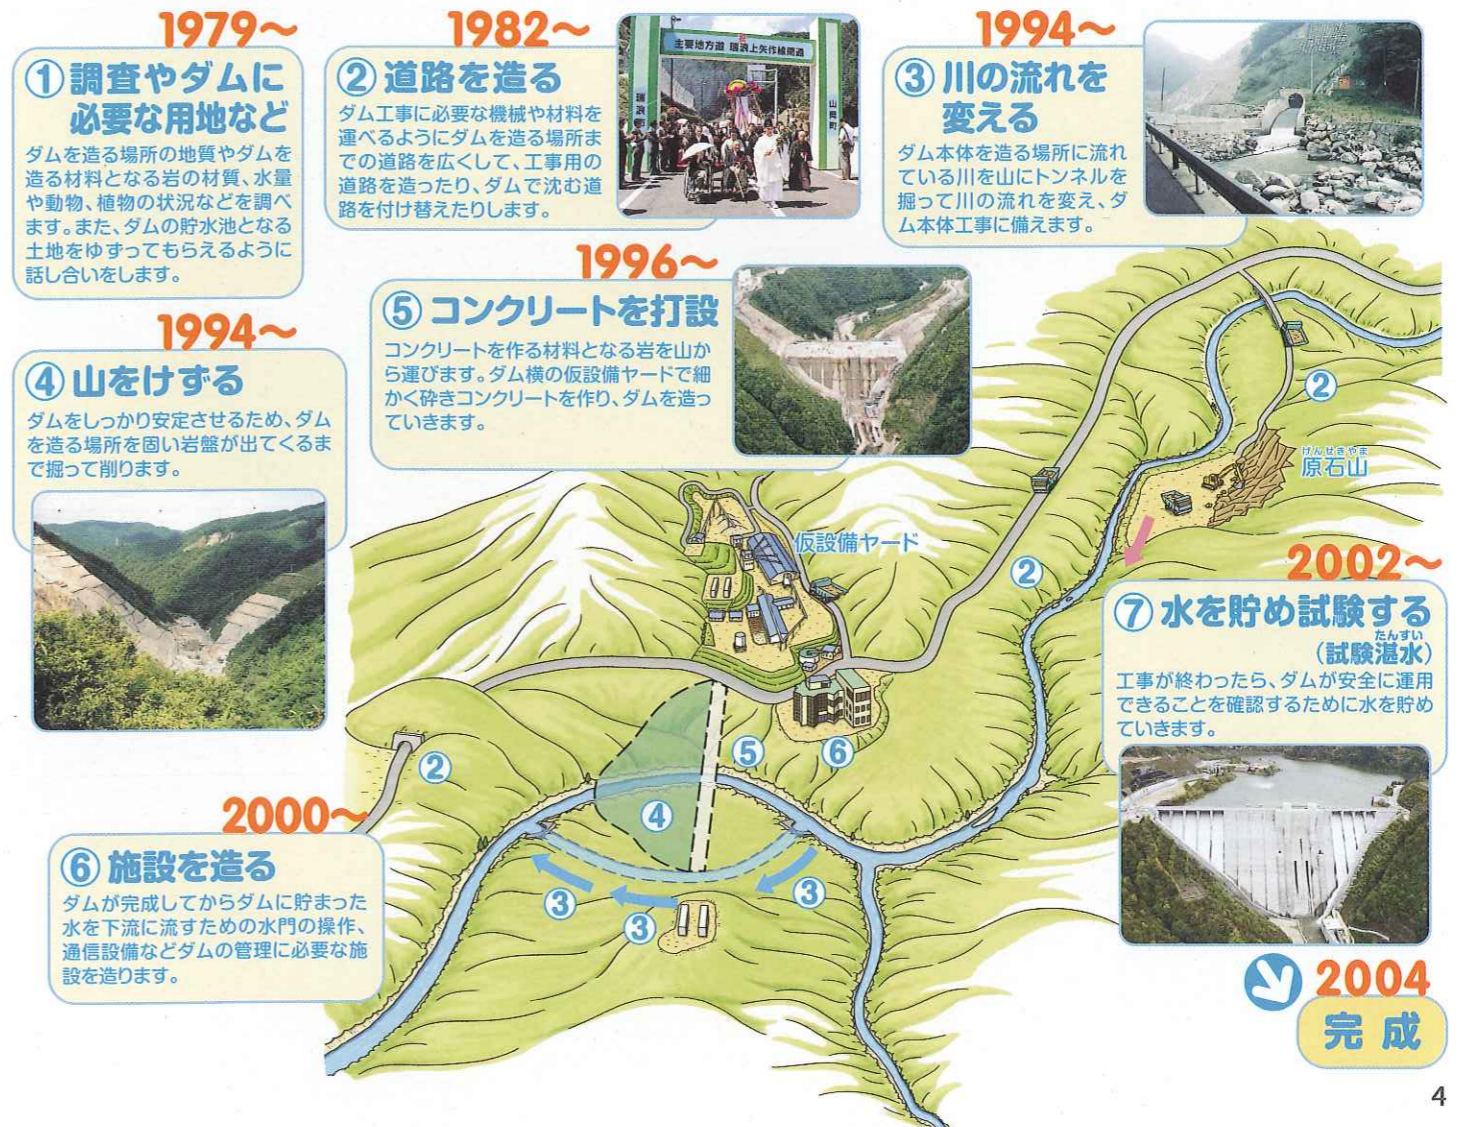 1979～
①調査やダムに
必要な用地など
ダムを造る場所の地質やダムを
造る材料となる岩の材質、水量
や動物、植物の状況などを調べ
ます。また、ダムの貯水池となる
土地をゆずってもらえるように
話し合いをします。
1982～
②道路を造る
ダム工事に必要な機械や材料を
運べるようにダムを造る場所ま
での道路を広くして、工事用の
道路を造ったり、ダムで沈む道
路を付け替えたりします。
主要地方道 瑞浪上矢作線開通
山岡町
1994～
③川の流れを
変える
ダム本体を造る場所に流れ
ている川を山にトンネルを
掘って川の流れを変え、ダ
ム本体工事に備えます。
1994～
④山をけずる
ダムをしっかり安定させるため、ダム
を造る場所を固い岩盤が出てくるま
で掘って削ります。
1996～
⑤コンクリートを打設
コンクリートを作る材料となる岩を山か
ら運びます。ダム横の仮設備ヤードで細
かく砕きコンクリートを作り、ダムを造っ
ていきます。
②
げんせきやま
原石山
仮設備ヤード
②
②
⑤
⑥
④
③
③
③
2000～
⑥施設を造る
ダムが完成してからダムに貯まった
水を下流に流すための水門の操作、
通信設備などダムの管理に必要な施
設を造ります。
2002～
⑦水を貯め試験する
たんすい
(試験湛水)
工事が終わったら、ダムが安全に運用
できることを確認するために水を貯め
ていきます。
2004
完成
4